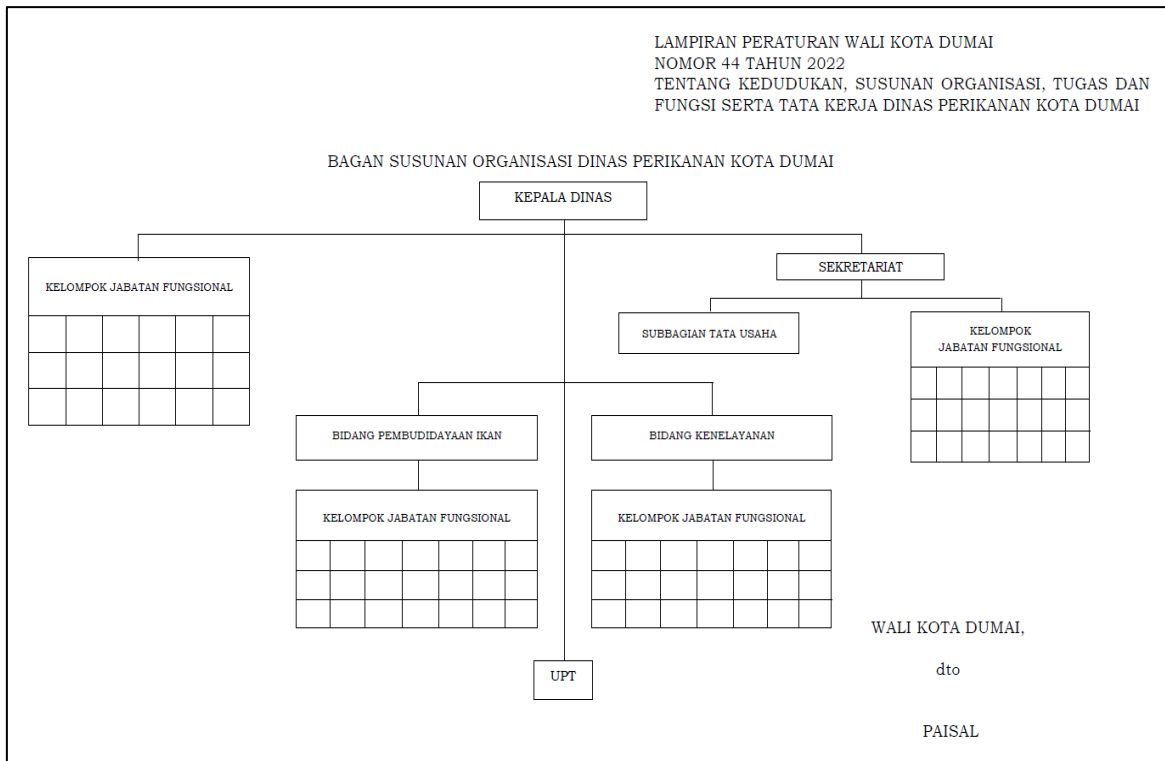 LAMPIRAN PERATURAN WALI KOTA DUMAI
NOMOR 44 TAHUN 2022
TENTANG KEDUDUKAN, SUSUNAN ORGANISASI, TUGAS DAN
FUNGSI SERTA TATA KERJA DINAS PERIKANAN KOTA DUMAI
BAGAN SUSUNAN ORGANISASI DINAS PERIKANAN KOTA DUMAI
KEPALA DINAS
KELOMPOK JABATAN FUNGSIONAL
SEKRETARIAT
SUBBAGIAN TATA USAHA
KELOMPOK
JABATAN FUNGSIONAL
BIDANG PEMBUDIDAYAAN IKAN
BIDANG KENELAYANAN
KELOMPOK JABATAN FUNGSIONAL
KELOMPOK JABATAN FUNGSIONAL
UPT
WALI KOTA DUMAI,
dto
PAISAL